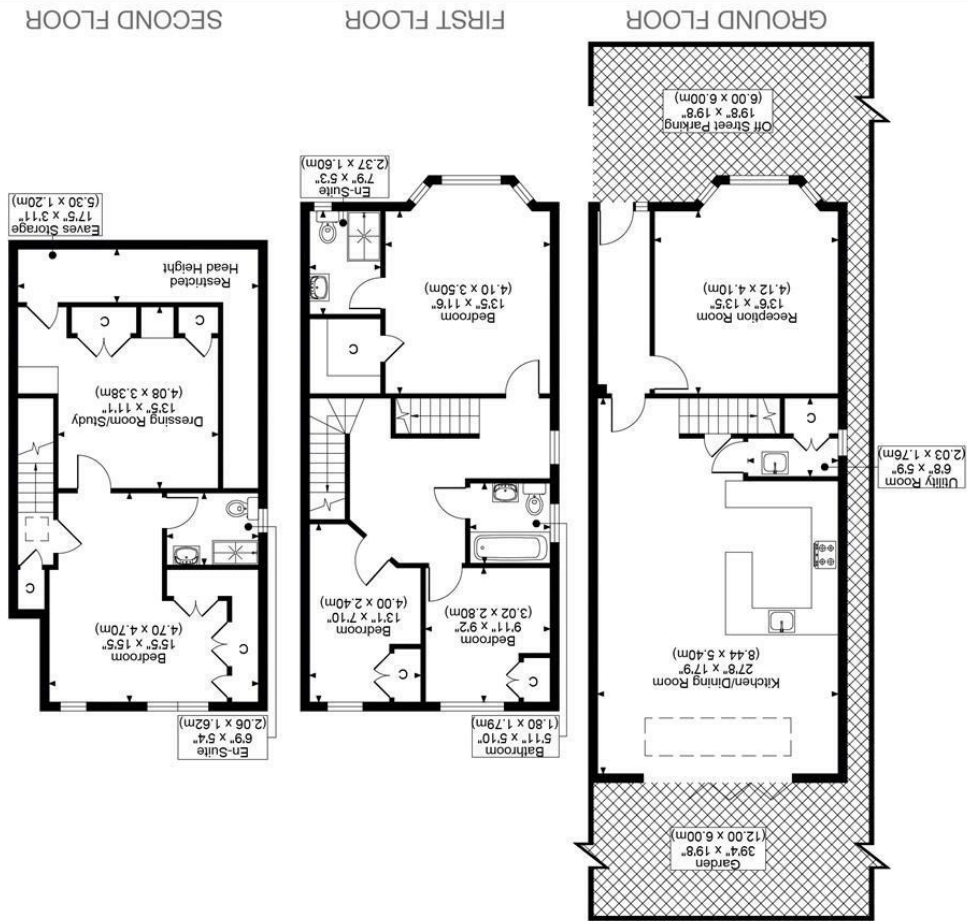 Garden
39'4" x 19'8"
(12.00 x 6.00m)
Kitchen/Dining Room
27'8" x 17'9"
(8.44 x 5.40m)
Utility Room
6'8" x 5'9"
(2.03 x 1.76m)
C
Reception Room
13'6" x 13'5"
(4.12 x 4.10m)
Off Street Parking
19'8" x 19'8"
(6.00 x 6.00m)
GROUND FLOOR
Bathroom
5'11" x 5'10"
(1.80 x 1.79m)
C
C
Bedroom
9'11" x 9'2"
(3.02 x 2.80m)
Bedroom
13'1" x 7'10"
(4.00 x 2.40m)
C
Bedroom
13'5" x 11'6"
(4.10 x 3.50m)
En-Suite
7'9" x 5'3
(2.37 x 1.60m)
FIRST FLOOR
En-Suite
6'9" x 5'4
(2.06 x 1.62m)
Bedroom
15'5" x 15'5"
(4.70 x 4.70m)
C
C
Dressing Room/Study
13'5" x 11'1"
(4.08 x 3.38m)
C
C
Restricted
Head Height
Eaves Storage
17'5" x 3'11"
(5.30 x 1.20m)
SECOND FLOOR